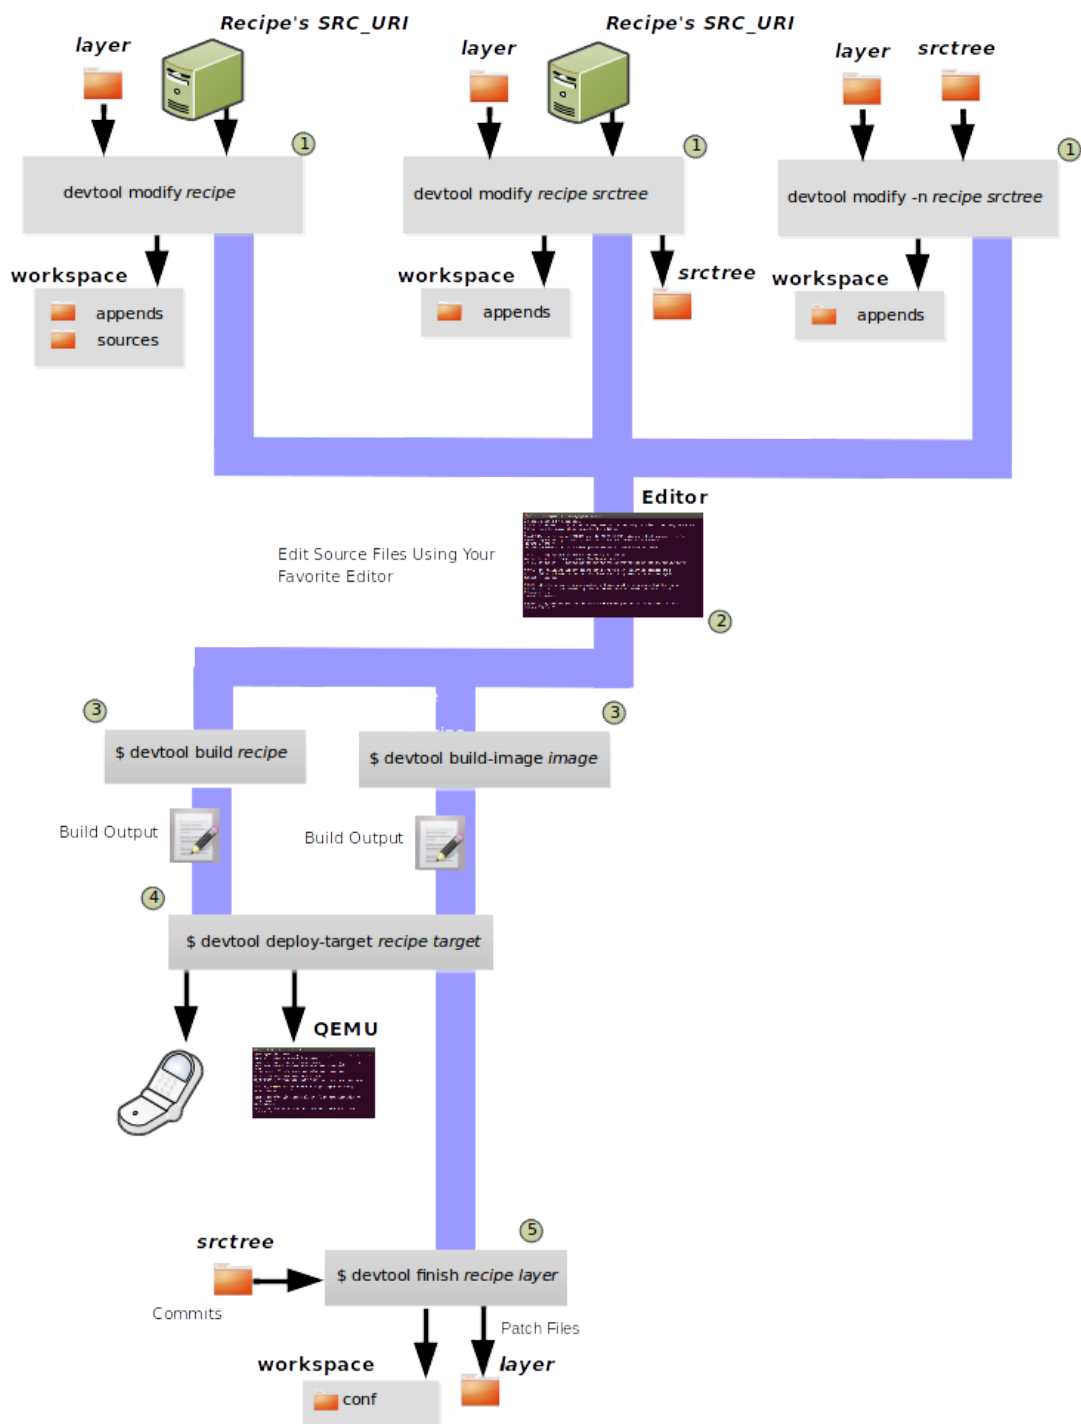 Recipe's SRC_URI
Recipe's SRC_URI
layer
layer
layer
srctree
1
1
1
devtool modify recipe
devtool modify recipe srctree
devtool modify -n recipe srctree
workspace
workspace
srctree
workspace
appends
sources
appends
appends
Editor
Edit Source Files Using Your
Favorite Editor
2
3
3
$ devtool build recipe
$ devtool build-image image
Build Output
Build Output
4
$ devtool deploy-target recipe target
QEMU
5
srctree
$ devtool finish recipe layer
Commits
Patch Files
workspace
layer
conf